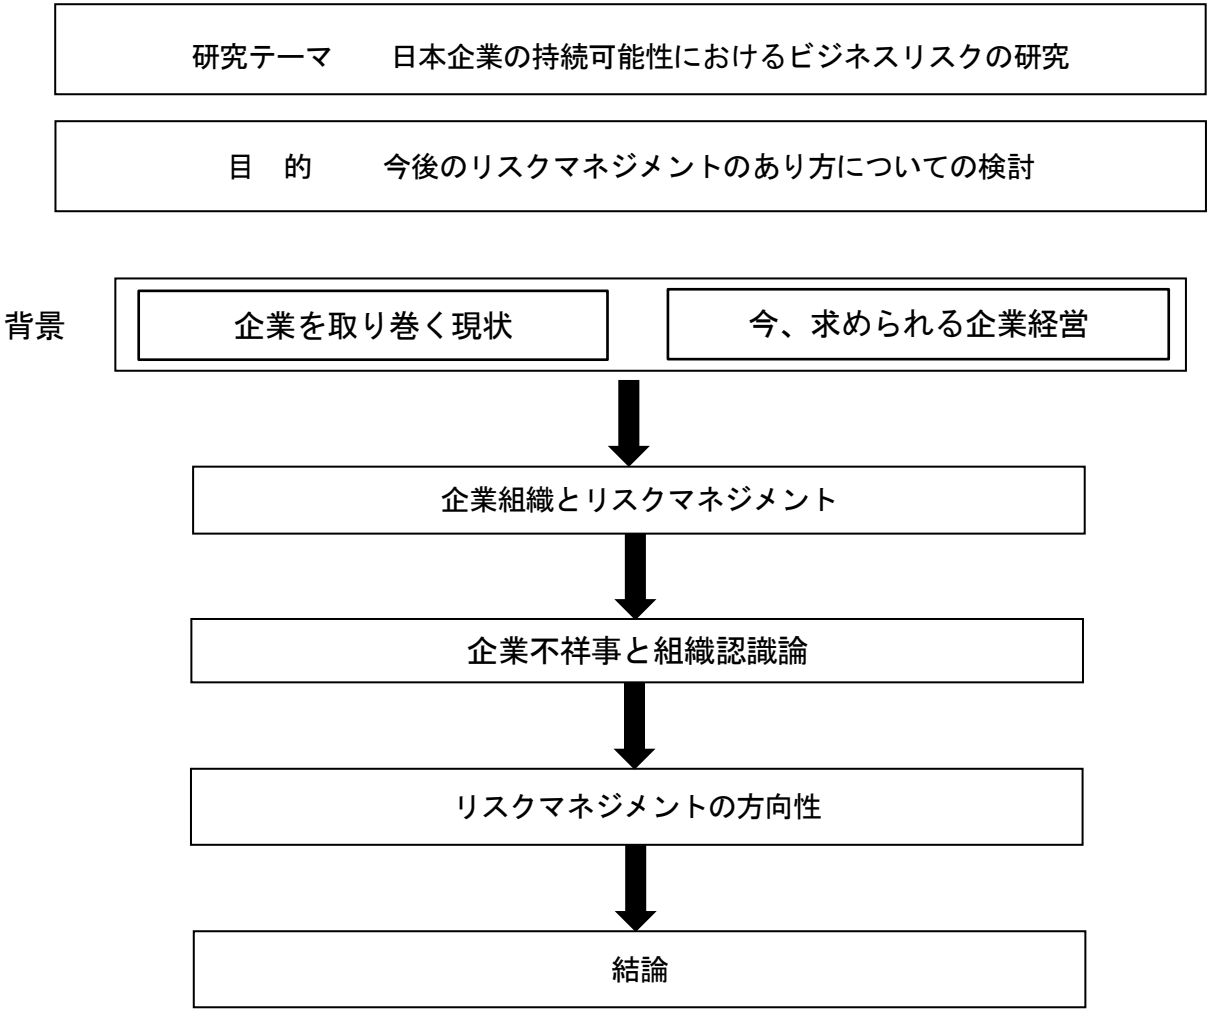 研究テーマ　　日本企業の持続可能性におけるビジネスリスクの研究
目　的　　今後のリスクマネジメントのあり方についての検討
背景
企業を取り巻く現状
今、求められる企業経営
企業組織とリスクマネジメント
企業不祥事と組織認識論
リスクマネジメントの方向性
結論